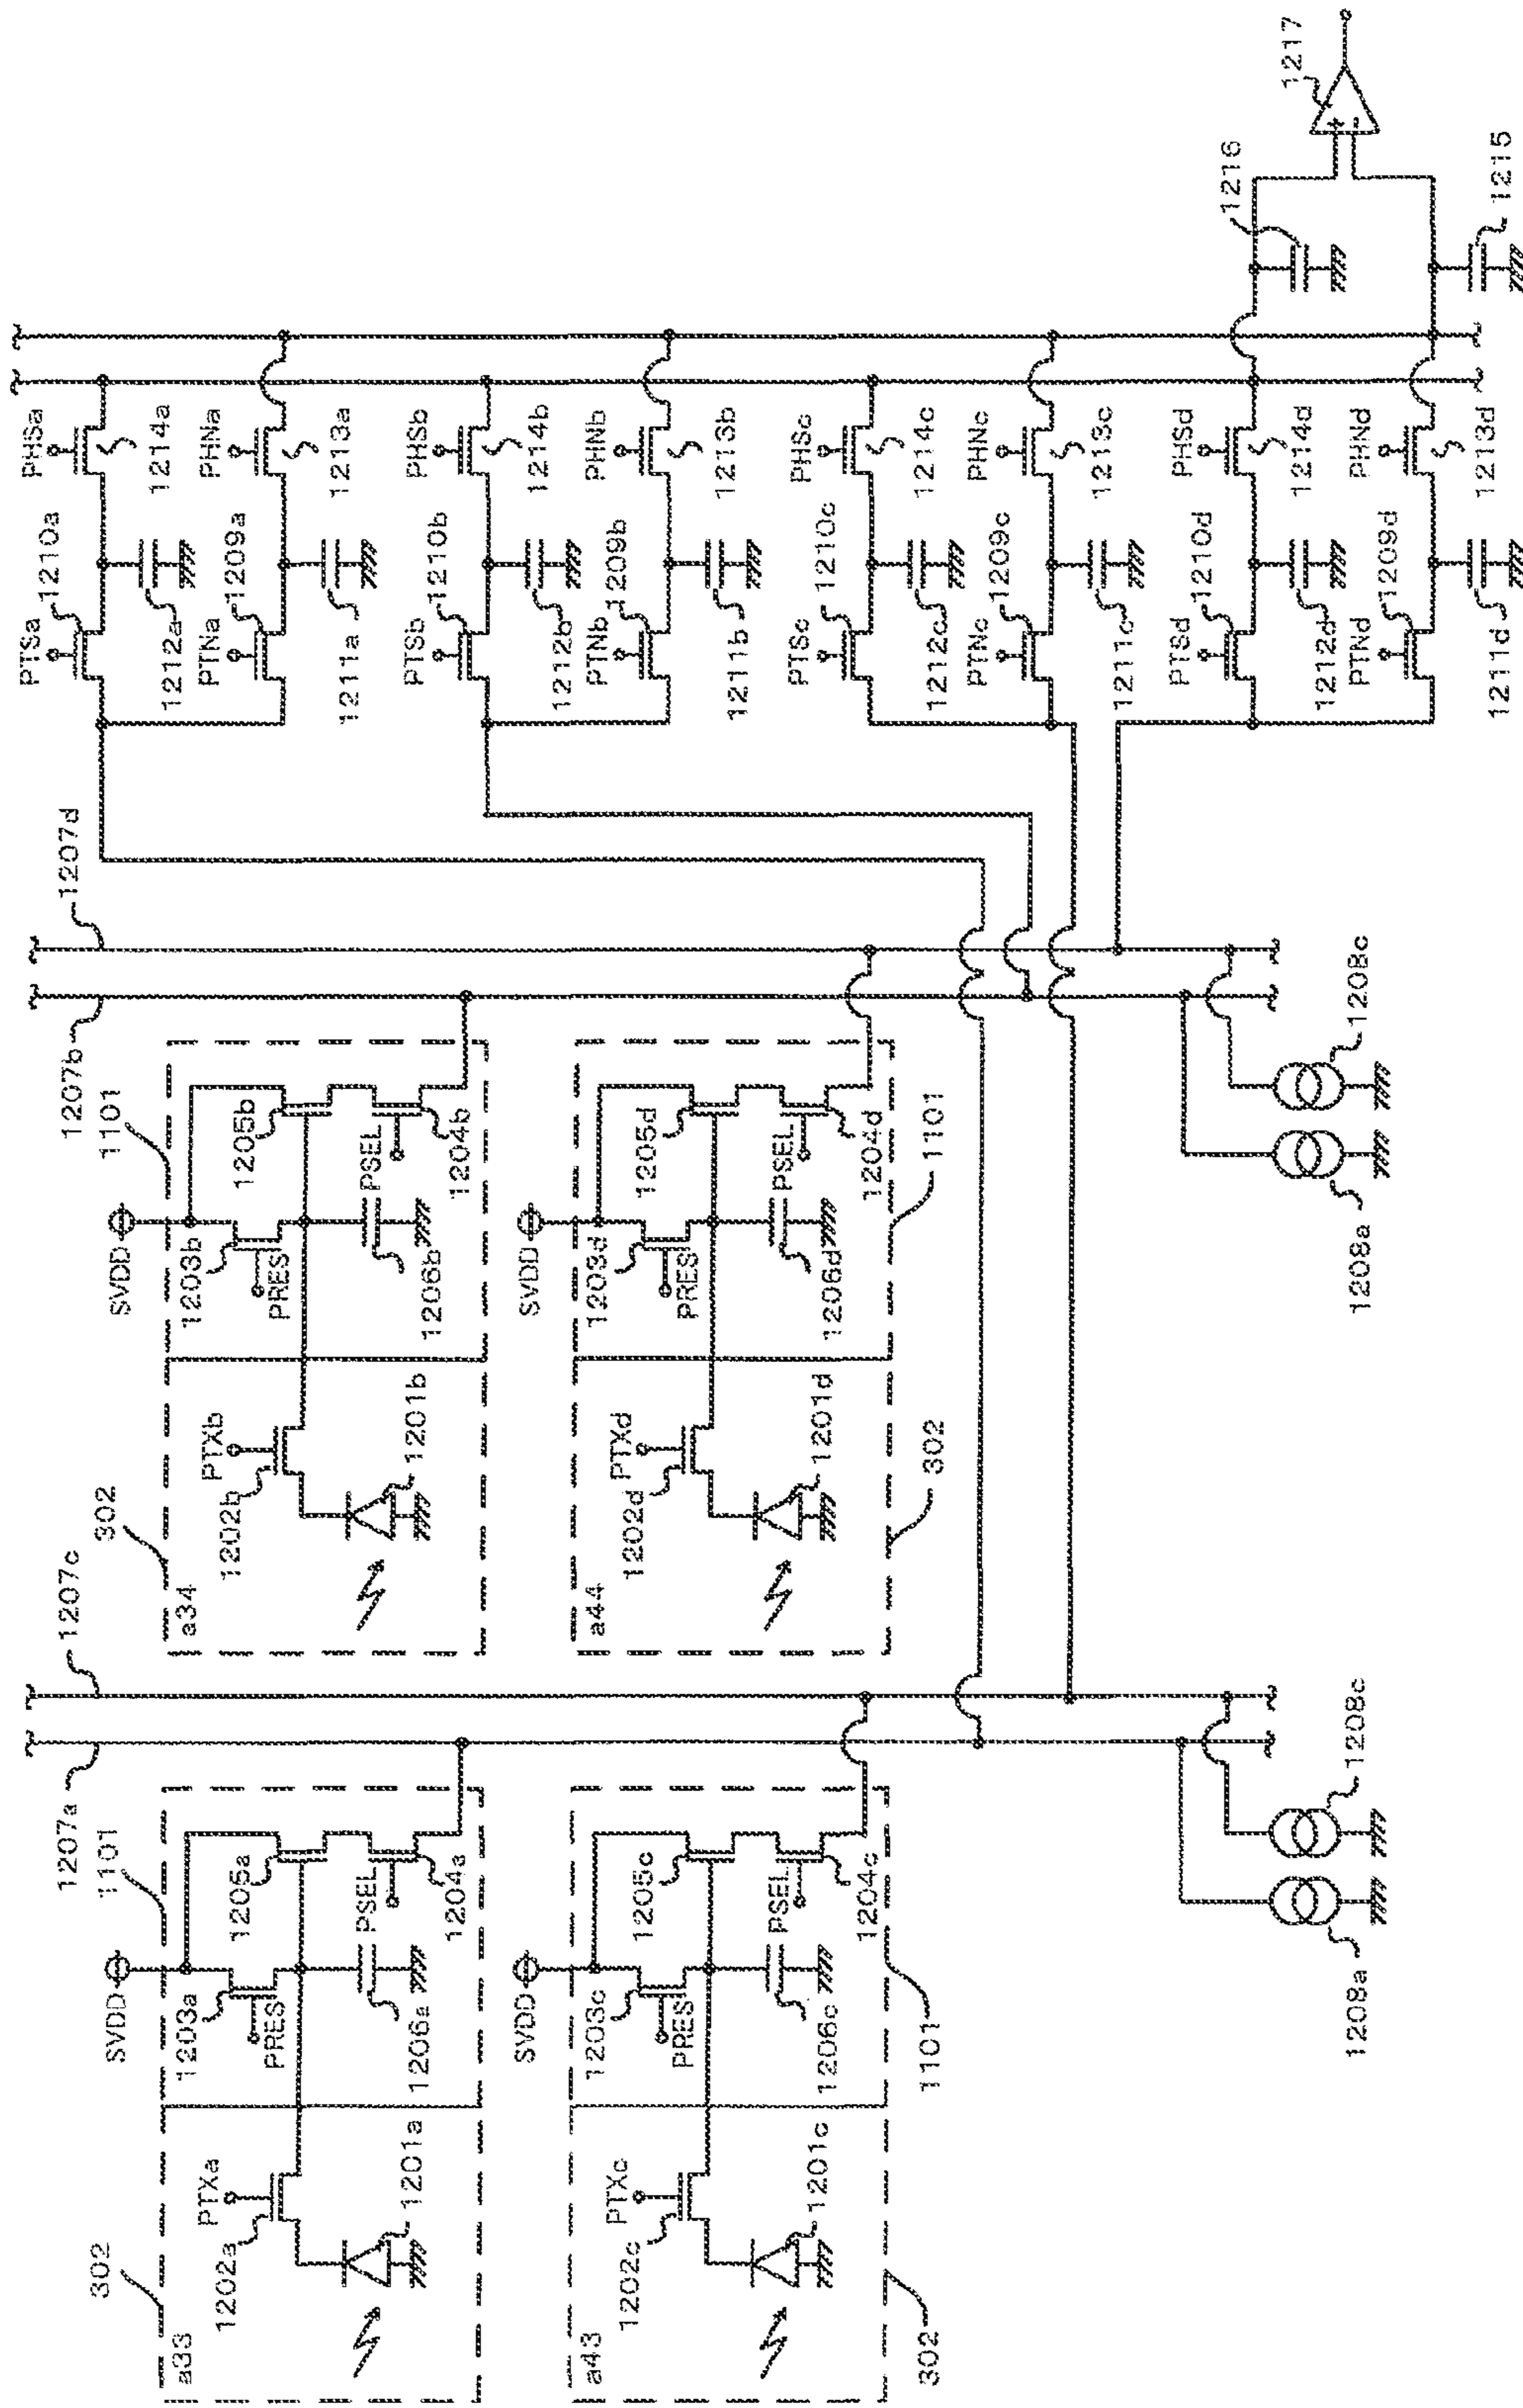 302
1101
1207a
1207c
302
1101
1207b
1207d
a33
1202a
PTXa
1201a
SVDD
1203a
PRES
1206a
1205a
PSEL
1204a
a34
1202b
PTXb
1201b
SVDD
1203b
PRES
1206b
1205b
PSEL
1204b
a43
1202c
PTXc
1201c
SVDD
1203c
PRES
1206c
1205c
PSEL
1204c
302
1101
a44
1202d
PTXd
1201d
SVDD
1203d
PRES
1206d
1205d
PSEL
1204d
302
1101
1208a
1208c
1208a
1208c
PTSa
1210a
PHSa
1212a
1214a
PTNa
1209a
PHNa
1211a
1213a
PTSb
1210b
PHSb
1212b
1214b
PTNb
1209b
PHNb
1211b
1213b
PTSc
1210c
PHSc
1212c
1214c
PTNc
1209c
PHNc
1211c
1213c
PTSd
1210d
PHSd
1212d
1214d
PTNd
1209d
PHNd
1211d
1213d
1216
1217
+
-
1215